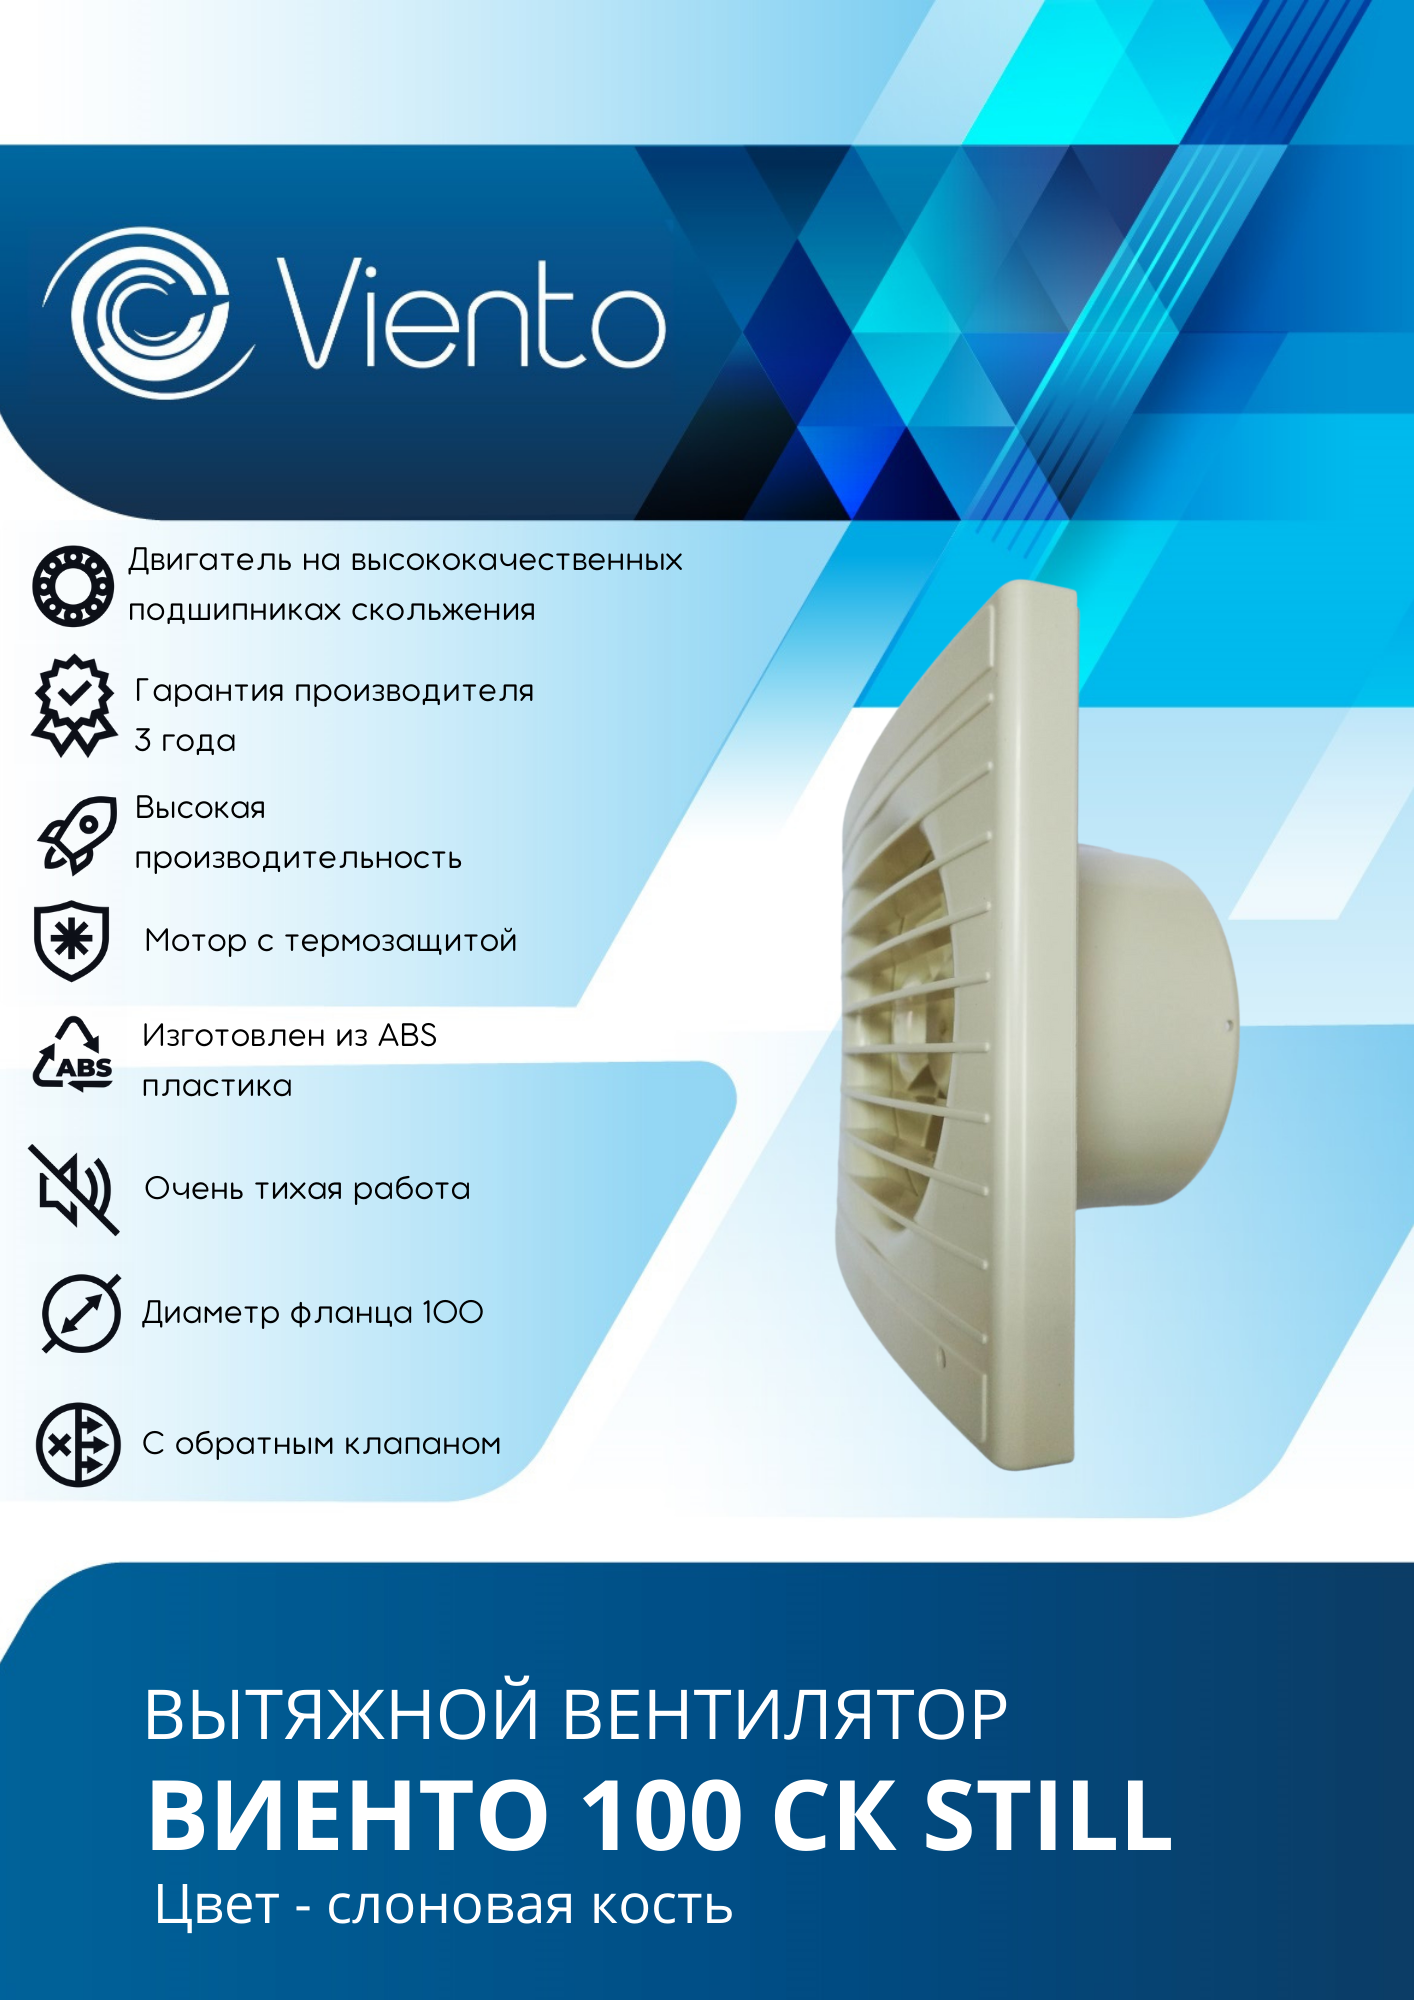 Viento
Двигатель на высококачественных
подшипниках скольжения
Гарантия производителя
3 года
Высокая
производительность
Мотор с термозащитой
Изготовлен из ABS
пластика
ABS
Очень тихая работа
Диаметр фланца 100
С обратным клапаном
ВЫТЯЖНОЙ ВЕНТИЛЯТОР
ВИЕНТО 100 СК STILL
Цвет - слоновая кость